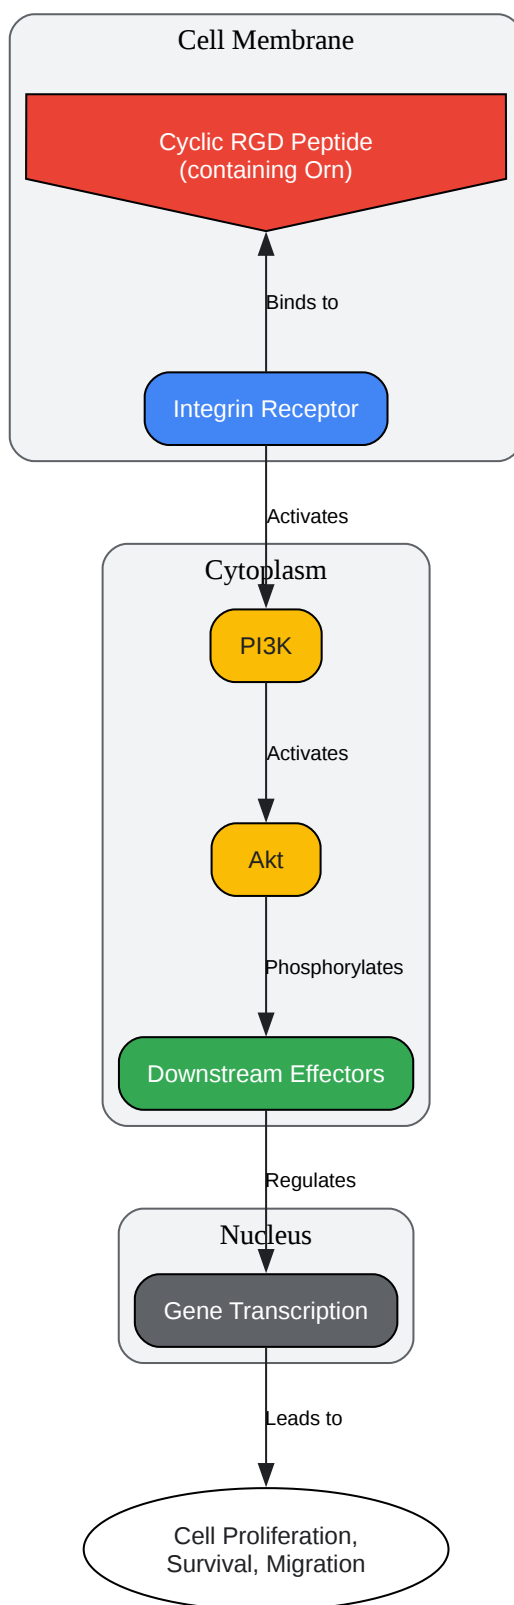 Cell Membrane
Cyclic RGD Peptide
(containing Orn)
Binds to
Integrin Receptor
Activates
Cytoplasm
PI3K
Activates
Akt
Phosphorylates
Downstream Effectors
Regulates
Nucleus
Gene Transcription
Leads to
Cell Proliferation,
Survival, Migration